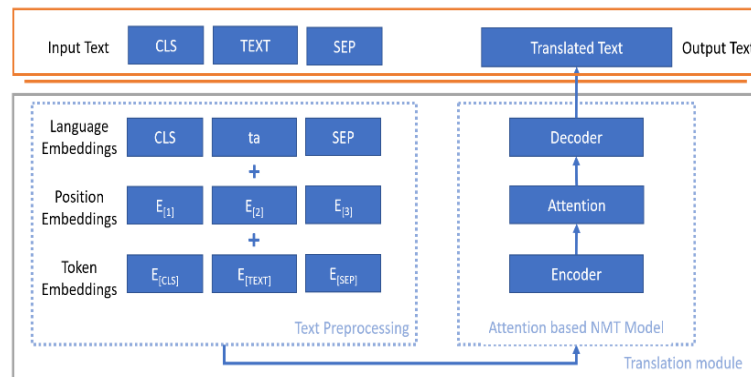 Input Text CLS TEXT SEP Translated Text Output Text
Language Embeddings CLS ta SEP Decoder
+
Position Embeddings E[1] E[2] E[3] Attention
+
Token Embeddings E[CLS] E[TEXT] E[SEP] Encoder
Text Preprocessing Attention based NMT Model
Translation module